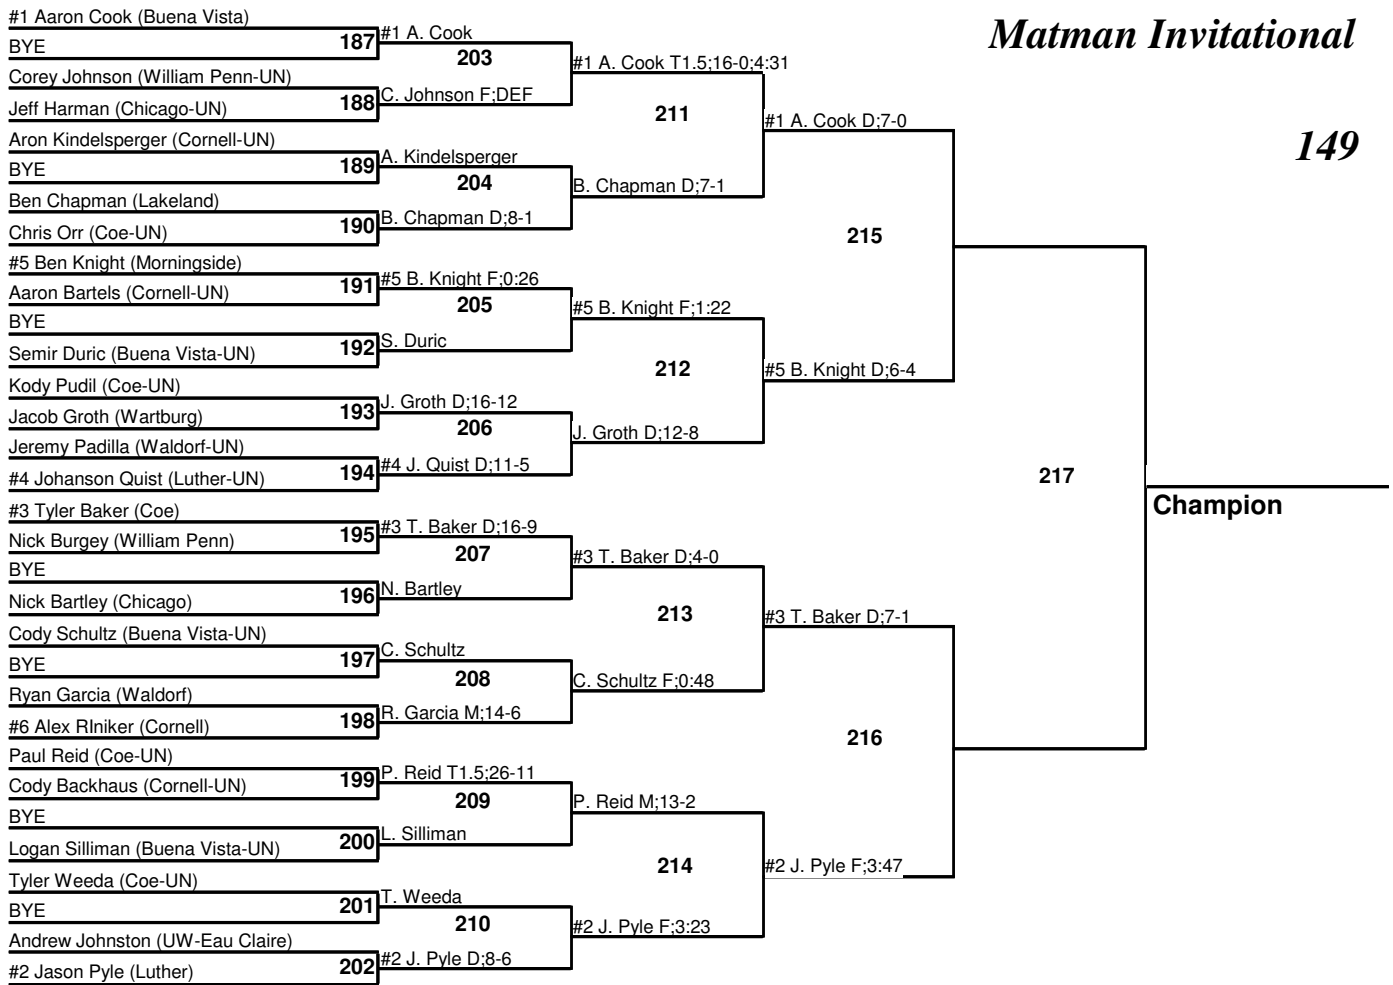 Matman Invitational
149
#1 Aaron Cook (Buena Vista)
BYE
187
Corey Johnson (William Penn-UN)
Jeff Harman (Chicago-UN)
188
Aron Kindelsperger (Cornell-UN)
BYE
189
Ben Chapman (Lakeland)
Chris Orr (Coe-UN)
190
#5 Ben Knight (Morningside)
Aaron Bartels (Cornell-UN)
191
BYE
Semir Duric (Buena Vista-UN)
192
Kody Pudil (Coe-UN)
Jacob Groth (Wartburg)
193
Jeremy Padilla (Waldorf-UN)
#4 Johanson Quist (Luther-UN)
194
#3 Tyler Baker (Coe)
Nick Burgey (William Penn)
195
BYE
Nick Bartley (Chicago)
196
Cody Schultz (Buena Vista-UN)
BYE
197
Ryan Garcia (Waldorf)
#6 Alex RIniker (Cornell)
198
Paul Reid (Coe-UN)
Cody Backhaus (Cornell-UN)
199
BYE
Logan Silliman (Buena Vista-UN)
200
Tyler Weeda (Coe-UN)
BYE
201
Andrew Johnston (UW-Eau Claire)
#2 Jason Pyle (Luther)
202
#1 A. Cook
203
C. Johnson F;DEF
A. Kindelsperger
204
B. Chapman D;8-1
#5 B. Knight F;0:26
205
S. Duric
J. Groth D;16-12
206
#4 J. Quist D;11-5
#3 T. Baker D;16-9
207
N. Bartley
C. Schultz
208
R. Garcia M;14-6
P. Reid T1.5;26-11
209
L. Silliman
T. Weeda
210
#2 J. Pyle D;8-6
#1 A. Cook T1.5;16-0;4:31
211
B. Chapman D;7-1
#5 B. Knight F;1:22
212
J. Groth D;12-8
#3 T. Baker D;4-0
213
C. Schultz F;0:48
P. Reid M;13-2
214
#2 J. Pyle F;3:23
#1 A. Cook D;7-0
215
#5 B. Knight D;6-4
#3 T. Baker D;7-1
216
#2 J. Pyle F;3:47
217
Champion